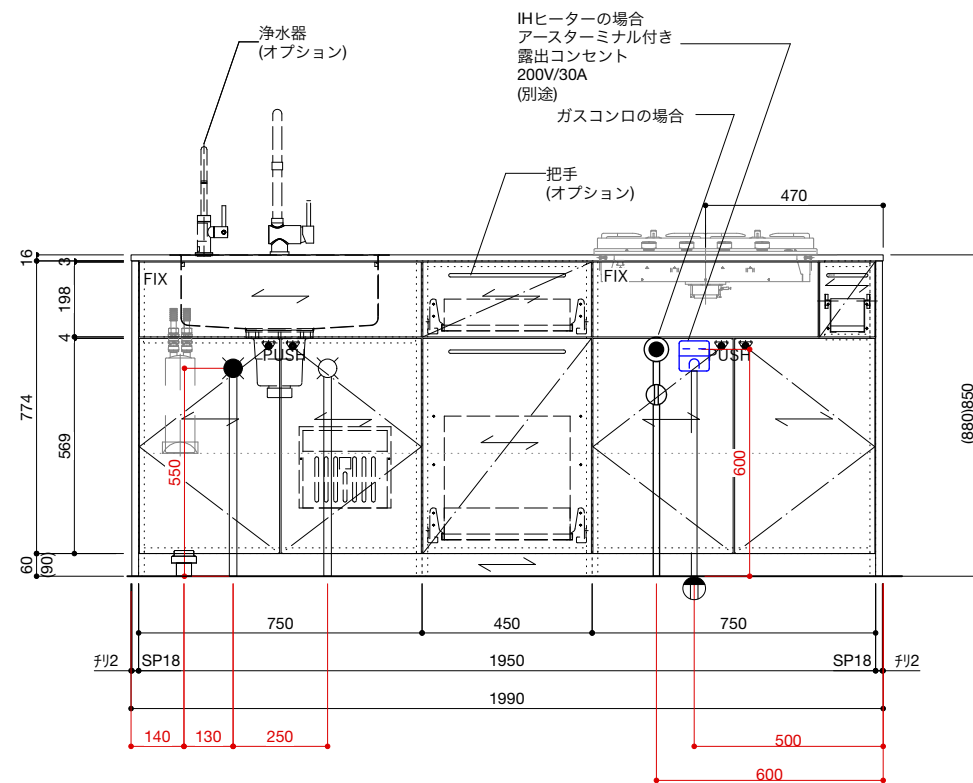 IHヒーターの場合
アースターミナル付き
露出コンセント
200V/30A
(別途)
浄水器
(オプション)
ガスコンロの場合
把手
(オプション)
470
16
3
FIX
FIX
198
4
PUSH
PUSH
774
569
550
600
(880)850
60
(90)
750
450
750
チリ2
SP18
1950
SP18
チリ2
1990
140
130
250
500
600